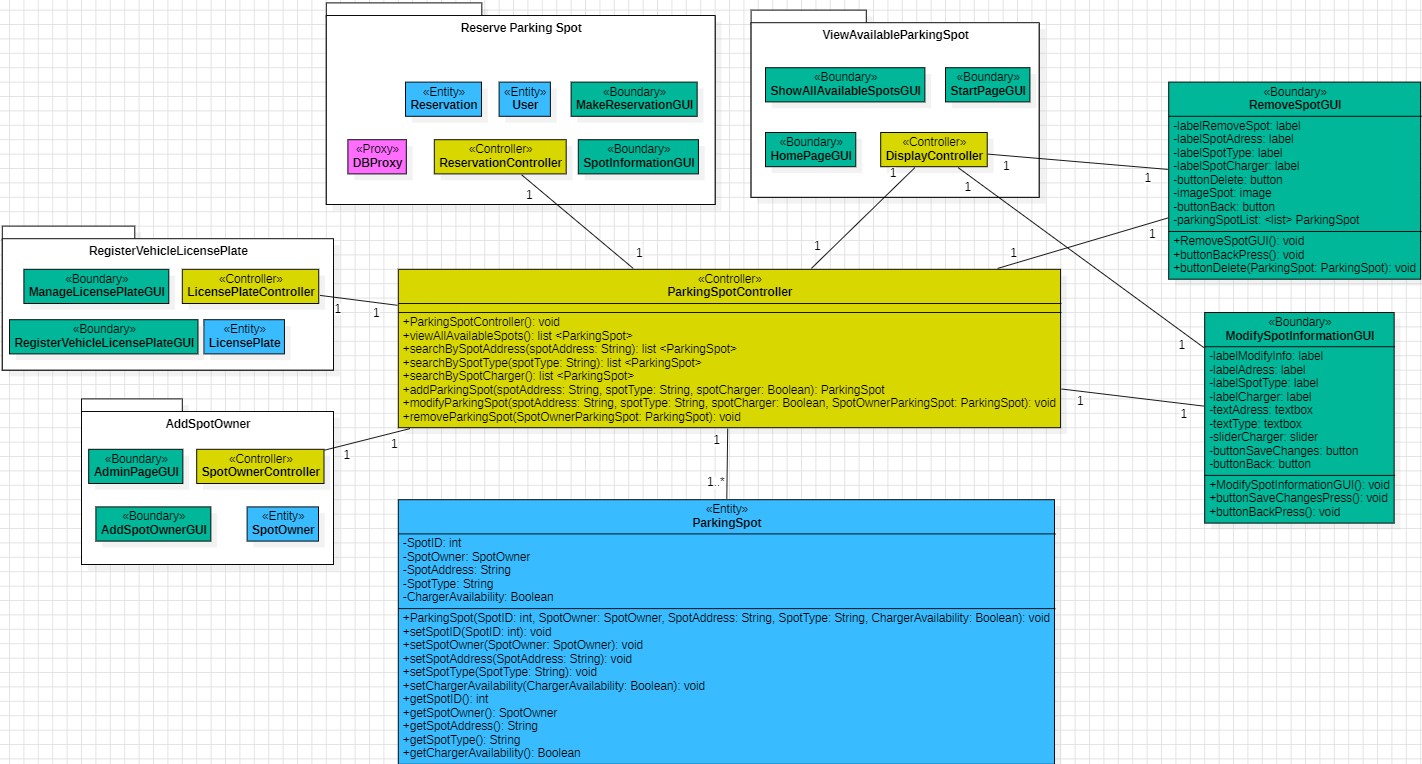 Reserve Parking Spot
«Entity»
Reservation
«Entity»
User
«Boundary»
MakeReservationGUI
«Proxy»
DBProxy
«Controller»
ReservationController
«Boundary»
SpotInformationGUI
1
1
ViewAvailableParkingSpot
«Boundary»
ShowAllAvailableSpotsGUI
«Boundary»
StartPageGUI
«Boundary»
HomePageGUI
«Controller»
DisplayController
1
1
1
1
1
1
1
1
«Boundary»
RemoveSpotGUI
-labelRemoveSpot: label
-labelSpotAdress: label
-labelSpotType: label
-labelSpotCharger: label
-buttonDelete: button
-imageSpot: image
-buttonBack: button
-parkingSpotList: <list> ParkingSpot
+RemoveSpotGUI(): void
+buttonBackPress(): void
+buttonDelete(ParkingSpot: ParkingSpot): void
RegisterVehicleLicensePlate
«Boundary»
ManageLicensePlateGUI
«Controller»
LicensePlateController
«Boundary»
RegisterVehicleLicensePlateGUI
«Entity»
LicensePlate
1
1
«Controller»
ParkingSpotController
+ParkingSpotController(): void
+viewAllAvailableSpots(): list <ParkingSpot>
+searchBySpotAddress(spotAddress: String): list <ParkingSpot>
+searchBySpotType(spotType: String): list <ParkingSpot>
+searchBySpotCharger(): list <ParkingSpot>
+addParkingSpot(spotAddress: String, spotType: String, spotCharger: Boolean): ParkingSpot
+modifyParkingSpot(spotAddress: String, spotType: String, spotCharger: Boolean, SpotOwnerParkingSpot: ParkingSpot): void
+removeParkingSpot(SpotOwnerParkingSpot: ParkingSpot): void
1
1
«Boundary»
ModifySpotInformationGUI
-labelModifyInfo: label
-labelAdress: label
-labelSpotType: label
-labelCharger: label
-textAdress: textbox
-textType: textbox
-sliderCharger: slider
-buttonSaveChanges: button
-buttonBack: button
+ModifySpotInformationGUI(): void
+buttonSaveChangesPress(): void
+buttonBackPress(): void
AddSpotOwner
«Boundary»
AdminPageGUI
«Controller»
SpotOwnerController
«Boundary»
AddSpotOwnerGUI
«Entity»
SpotOwner
1
1
1
1..*
«Entity»
ParkingSpot
-SpotID: int
-SpotOwner: SpotOwner
-SpotAddress: String
-SpotType: String
-ChargerAvailability: Boolean
+ParkingSpot(SpotID: int, SpotOwner: SpotOwner, SpotAddress: String, SpotType: String, ChargerAvailability: Boolean): void
+setSpotID(SpotID: int): void
+setSpotOwner(SpotOwner: SpotOwner): void
+setSpotAddress(SpotAddress: String): void
+setSpotType(SpotType: String): void
+setChargerAvailability(ChargerAvailability: Boolean): void
+getSpotID(): int
+getSpotOwner(): SpotOwner
+getSpotAddress(): String
+getSpotType(): String
+getChargerAvailability(): Boolean